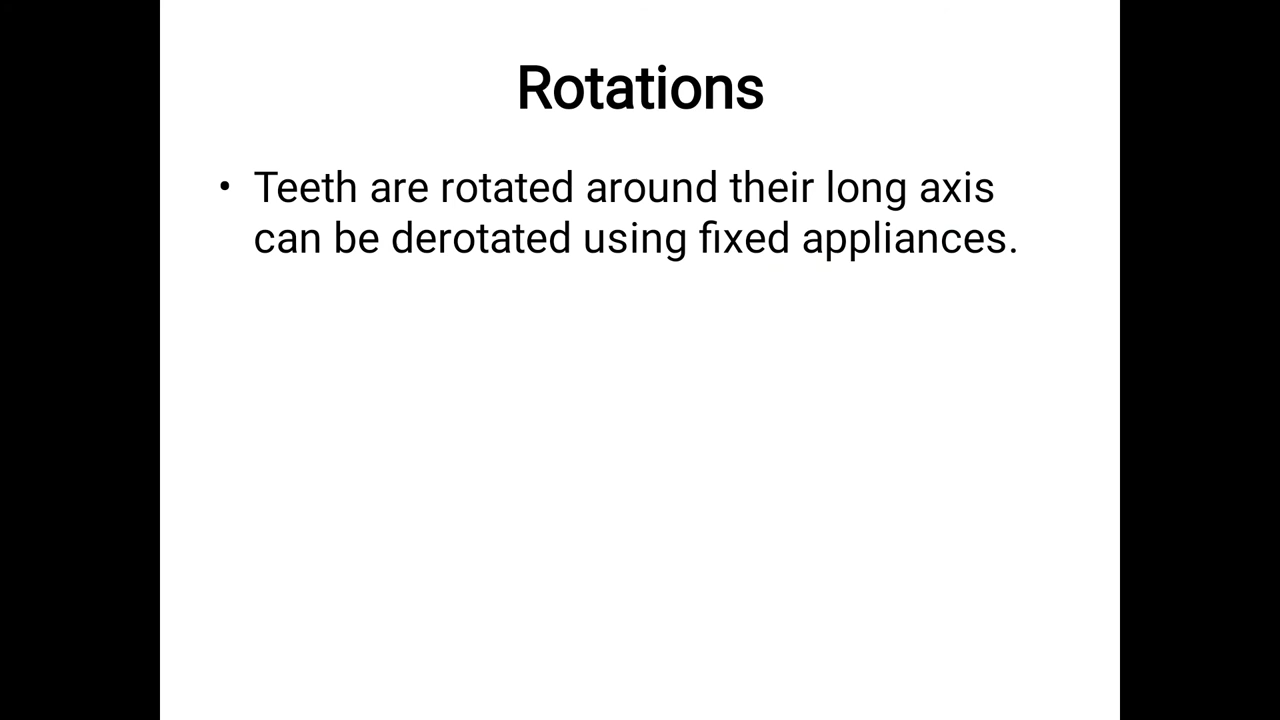 Rotations
• Teeth are rotated around their long axis
can be derotated using fixed appliances.